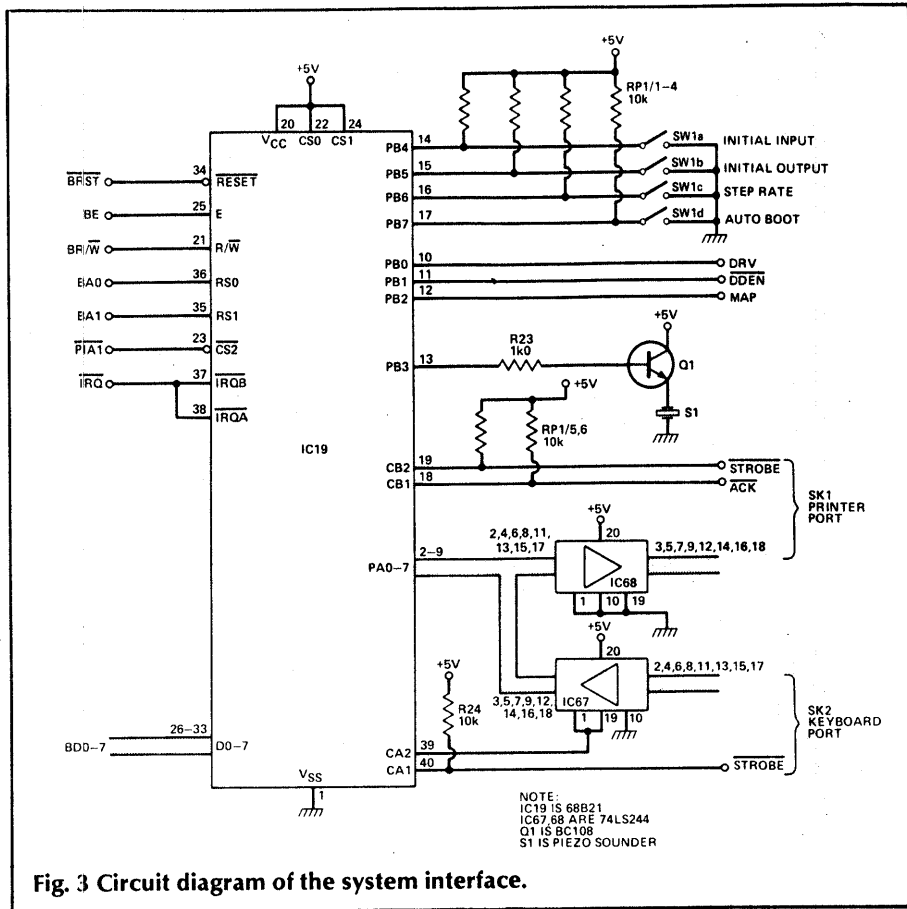 +5V
+5V
RP1/1–4
10k
20 22 24
VCC CS0 CS1
14
PB4
SW1a
INITIAL INPUT
15
PB5
SW1b
INITIAL OUTPUT
16
PB6
SW1c
STEP RATE
17
PB7
SW1d
AUTO BOOT
BRST
34
RESET
BE
25
E
BR/W
21
R/W
BA0
36
RS0
BA1
35
RS1
PIA1
23
CS2
IRQ
37
IRQB
38
IRQA
IC19
PB0
10
DRV
PB1
11
DDEN
PB2
12
MAP
+5V
R23
1k0
PB3
13
Q1
+5V
S1
RP1/5,6
10k
CB2
19
STROBE
CB1
18
ACK
SK1
PRINTER
PORT
+5V
20
2,4,6,8,11,
13,15,17
3,5,7,9,12,14,16,18
2–9
PA0–7
IC68
1 10 19
+5V
20
2,4,6,8,11,13,15,17
IC67
3,5,7,9,12,
14,16,18
1 19 10
+5V
R24
10k
SK2
KEYBOARD
PORT
26–33
BD0–7
D0–7
CA2
39
CA1
40
STROBE
VSS
1
NOTE:
IC19 IS 68B21
IC67,68 ARE 74LS244
Q1 IS BC108
S1 IS PIEZO SOUNDER
Fig. 3 Circuit diagram of the system interface.